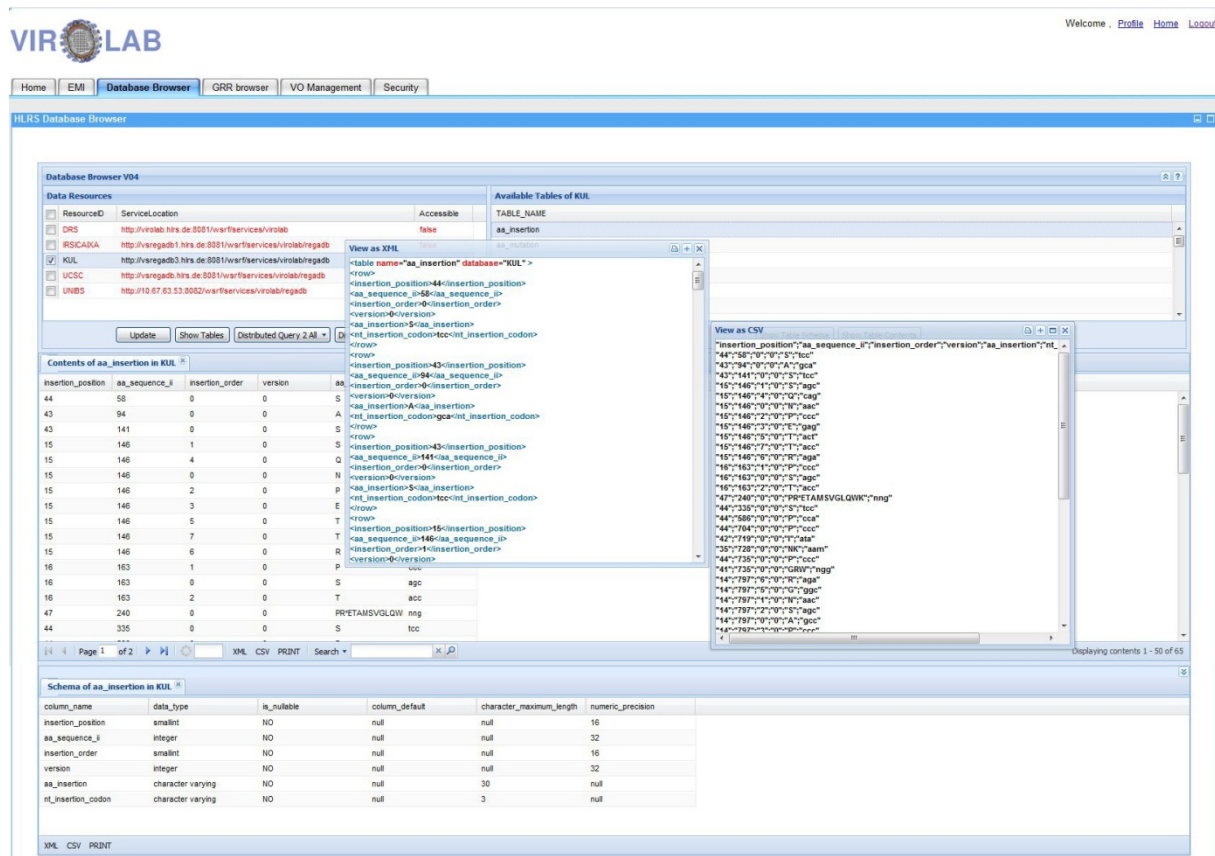 Welcome , Profile Home Logout
VIROLAB
Home EMI Database Browser GRR browser VO Management Security
HLRS Database Browser
Database Browser V04
Data Resources
ResourceID ServiceLocation Accessible
DRS http://virolab.hlrs.de:8081/wsrf/services/virolab false
IRSICAIXA http://vsregadb1.hlrs.de:8081/wsrf/services/virolab/regadb false
KUL http://vsregadb3.hlrs.de:8081/wsrf/services/virolab/regadb
UCSC http://vsregadb.hlrs.de:8081/wsrf/services/virolab/regadb
UNIBS http://10.67.63.53:8082/wsrf/services/virolab/regadb
Update Show Tables Distributed Query 2 All
Available Tables of KUL
TABLE_NAME
aa_insertion
aa_mutation
Show Table Contents
View as XML
<table name="aa_insertion" database="KUL" >
<row>
<insertion_position>44</insertion_position>
<aa_sequence_ii>58</aa_sequence_ii>
<insertion_order>0</insertion_order>
<version>0</version>
<aa_insertion>S</aa_insertion>
<nt_insertion_codon>tcc</nt_insertion_codon>
</row>
<row>
<insertion_position>43</insertion_position>
<aa_sequence_ii>94</aa_sequence_ii>
<insertion_order>0</insertion_order>
<version>0</version>
<aa_insertion>A</aa_insertion>
<nt_insertion_codon>gca</nt_insertion_codon>
</row>
<row>
<insertion_position>43</insertion_position>
<aa_sequence_ii>141</aa_sequence_ii>
<insertion_order>0</insertion_order>
<version>0</version>
<aa_insertion>S</aa_insertion>
<nt_insertion_codon>tcc</nt_insertion_codon>
</row>
<row>
<insertion_position>15</insertion_position>
<aa_sequence_ii>146</aa_sequence_ii>
<insertion_order>1</insertion_order>
<version>0</version>
View as CSV
"insertion_position";"aa_sequence_ii";"insertion_order";"version";"aa_insertion";"nt_
"44";"58";"0";"0";"S";"tcc"
"43";"94";"0";"0";"A";"gca"
"43";"141";"0";"0";"S";"tcc"
"15";"146";"1";"0";"S";"agc"
"15";"146";"4";"0";"Q";"cag"
"15";"146";"0";"0";"N";"aac"
"15";"146";"2";"0";"P";"ccc"
"15";"146";"3";"0";"E";"gag"
"15";"146";"5";"0";"T";"act"
"15";"146";"7";"0";"T";"acc"
"15";"146";"6";"0";"R";"aga"
"16";"163";"1";"0";"P";"ccc"
"16";"163";"0";"0";"S";"agc"
"16";"163";"2";"0";"T";"acc"
"47";"240";"0";"0";"PR*ETAMSVGLQWK";"nng"
"44";"335";"0";"0";"S";"tcc"
"44";"586";"0";"0";"P";"cca"
"44";"704";"0";"0";"P";"ccc"
"42";"719";"0";"0";"I";"ata"
"35";"728";"0";"0";"NK";"aam"
"44";"735";"0";"0";"P";"ccc"
"41";"735";"0";"0";"GRW";"ngg"
"14";"797";"6";"0";"R";"aga"
"14";"797";"5";"0";"G";"ggc"
"14";"797";"1";"0";"N";"aac"
"14";"797";"2";"0";"S";"agc"
"14";"797";"0";"0";"A";"gcc"
"14";"797";"3";"0";"P";"ccc"
Contents of aa_insertion in KUL
insertion_position aa_sequence_ii insertion_order version
44 58 0 0 S
43 94 0 0 A
43 141 0 0 S
15 146 1 0 S
15 146 4 0 Q
15 146 0 0 N
15 146 2 0 P
15 146 3 0 E
15 146 5 0 T
15 146 7 0 T
15 146 6 0 R
16 163 1 0 P ccc
16 163 0 0 S agc
16 163 2 0 T acc
47 240 0 0 PR*ETAMSVGLQW nng
44 335 0 0 S tcc
Page 1 of 2 XML CSV PRINT Search Displaying contents 1 - 50 of 65
Schema of aa_insertion in KUL
column_name data_type is_nullable column_default character_maximum_length numeric_precision
insertion_position smallint NO null null 16
aa_sequence_ii integer NO null null 32
insertion_order smallint NO null null 16
version integer NO null null 32
aa_insertion character varying NO null 30 null
nt_insertion_codon character varying NO null 3 null
XML CSV PRINT